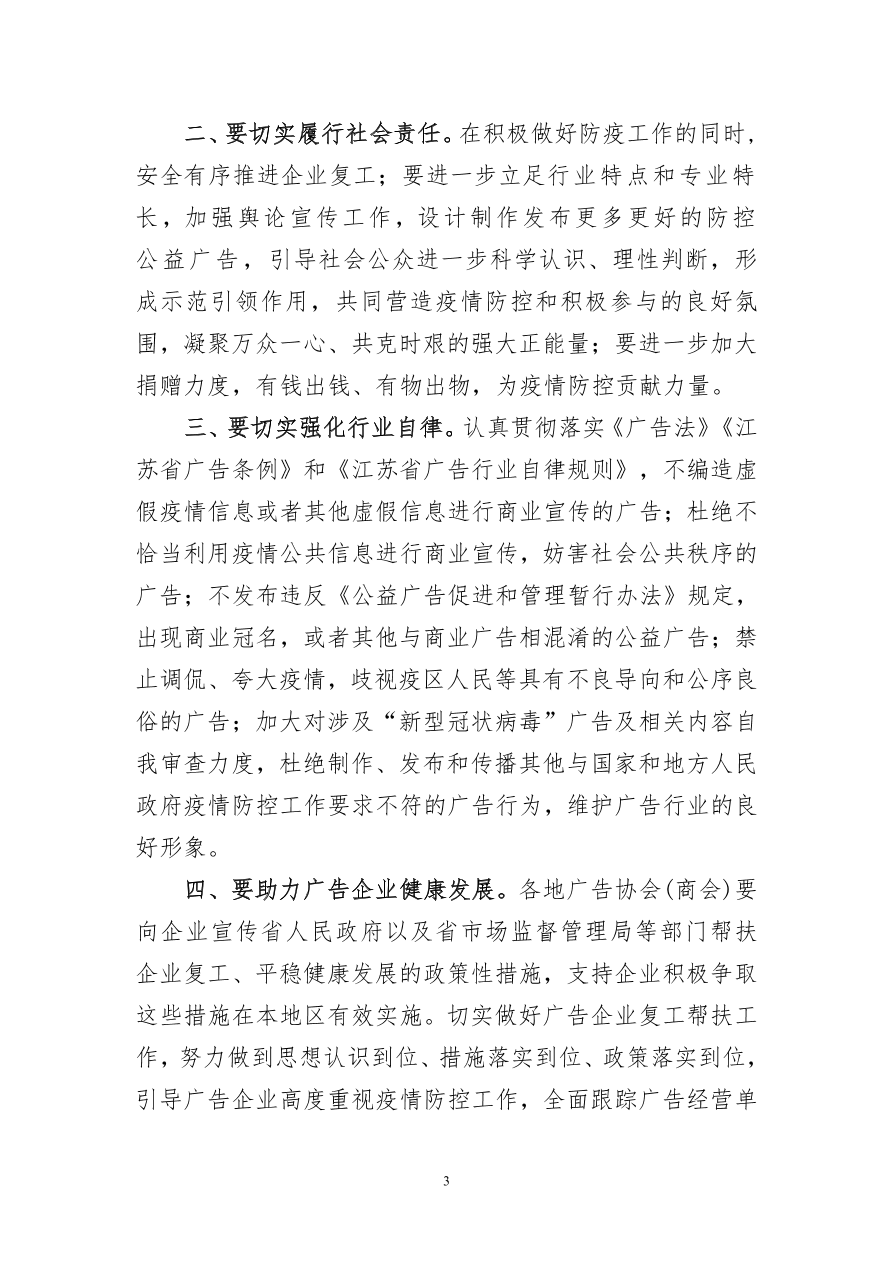 二、要切实履行社会责任。在积极做好防疫工作的同时，
安全有序推进企业复工；要进一步立足行业特点和专业特
长，加强舆论宣传工作，设计制作发布更多更好的防控
公益广告，引导社会公众进一步科学认识、理性判断，形
成示范引领作用，共同营造疫情防控和积极参与的良好氛
围，凝聚万众一心、共克时艰的强大正能量；要进一步加大
捐赠力度，有钱出钱、有物出物，为疫情防控贡献力量。
三、要切实强化行业自律。认真贯彻落实《广告法》《江
苏省广告条例》和《江苏省广告行业自律规则》，不编造虚
假疫情信息或者其他虚假信息进行商业宣传的广告；杜绝不
恰当利用疫情公共信息进行商业宣传，妨害社会公共秩序的
广告；不发布违反《公益广告促进和管理暂行办法》规定，
出现商业冠名，或者其他与商业广告相混淆的公益广告；禁
止调侃、夸大疫情，歧视疫区人民等具有不良导向和公序良
俗的广告；加大对涉及“新型冠状病毒”广告及相关内容自
我审查力度，杜绝制作、发布和传播其他与国家和地方人民
政府疫情防控工作要求不符的广告行为，维护广告行业的良
好形象。
四、要助力广告企业健康发展。各地广告协会(商会)要
向企业宣传省人民政府以及省市场监督管理局等部门帮扶
企业复工、平稳健康发展的政策性措施，支持企业积极争取
这些措施在本地区有效实施。切实做好广告企业复工帮扶工
作，努力做到思想认识到位、措施落实到位、政策落实到位，
引导广告企业高度重视疫情防控工作，全面跟踪广告经营单
3